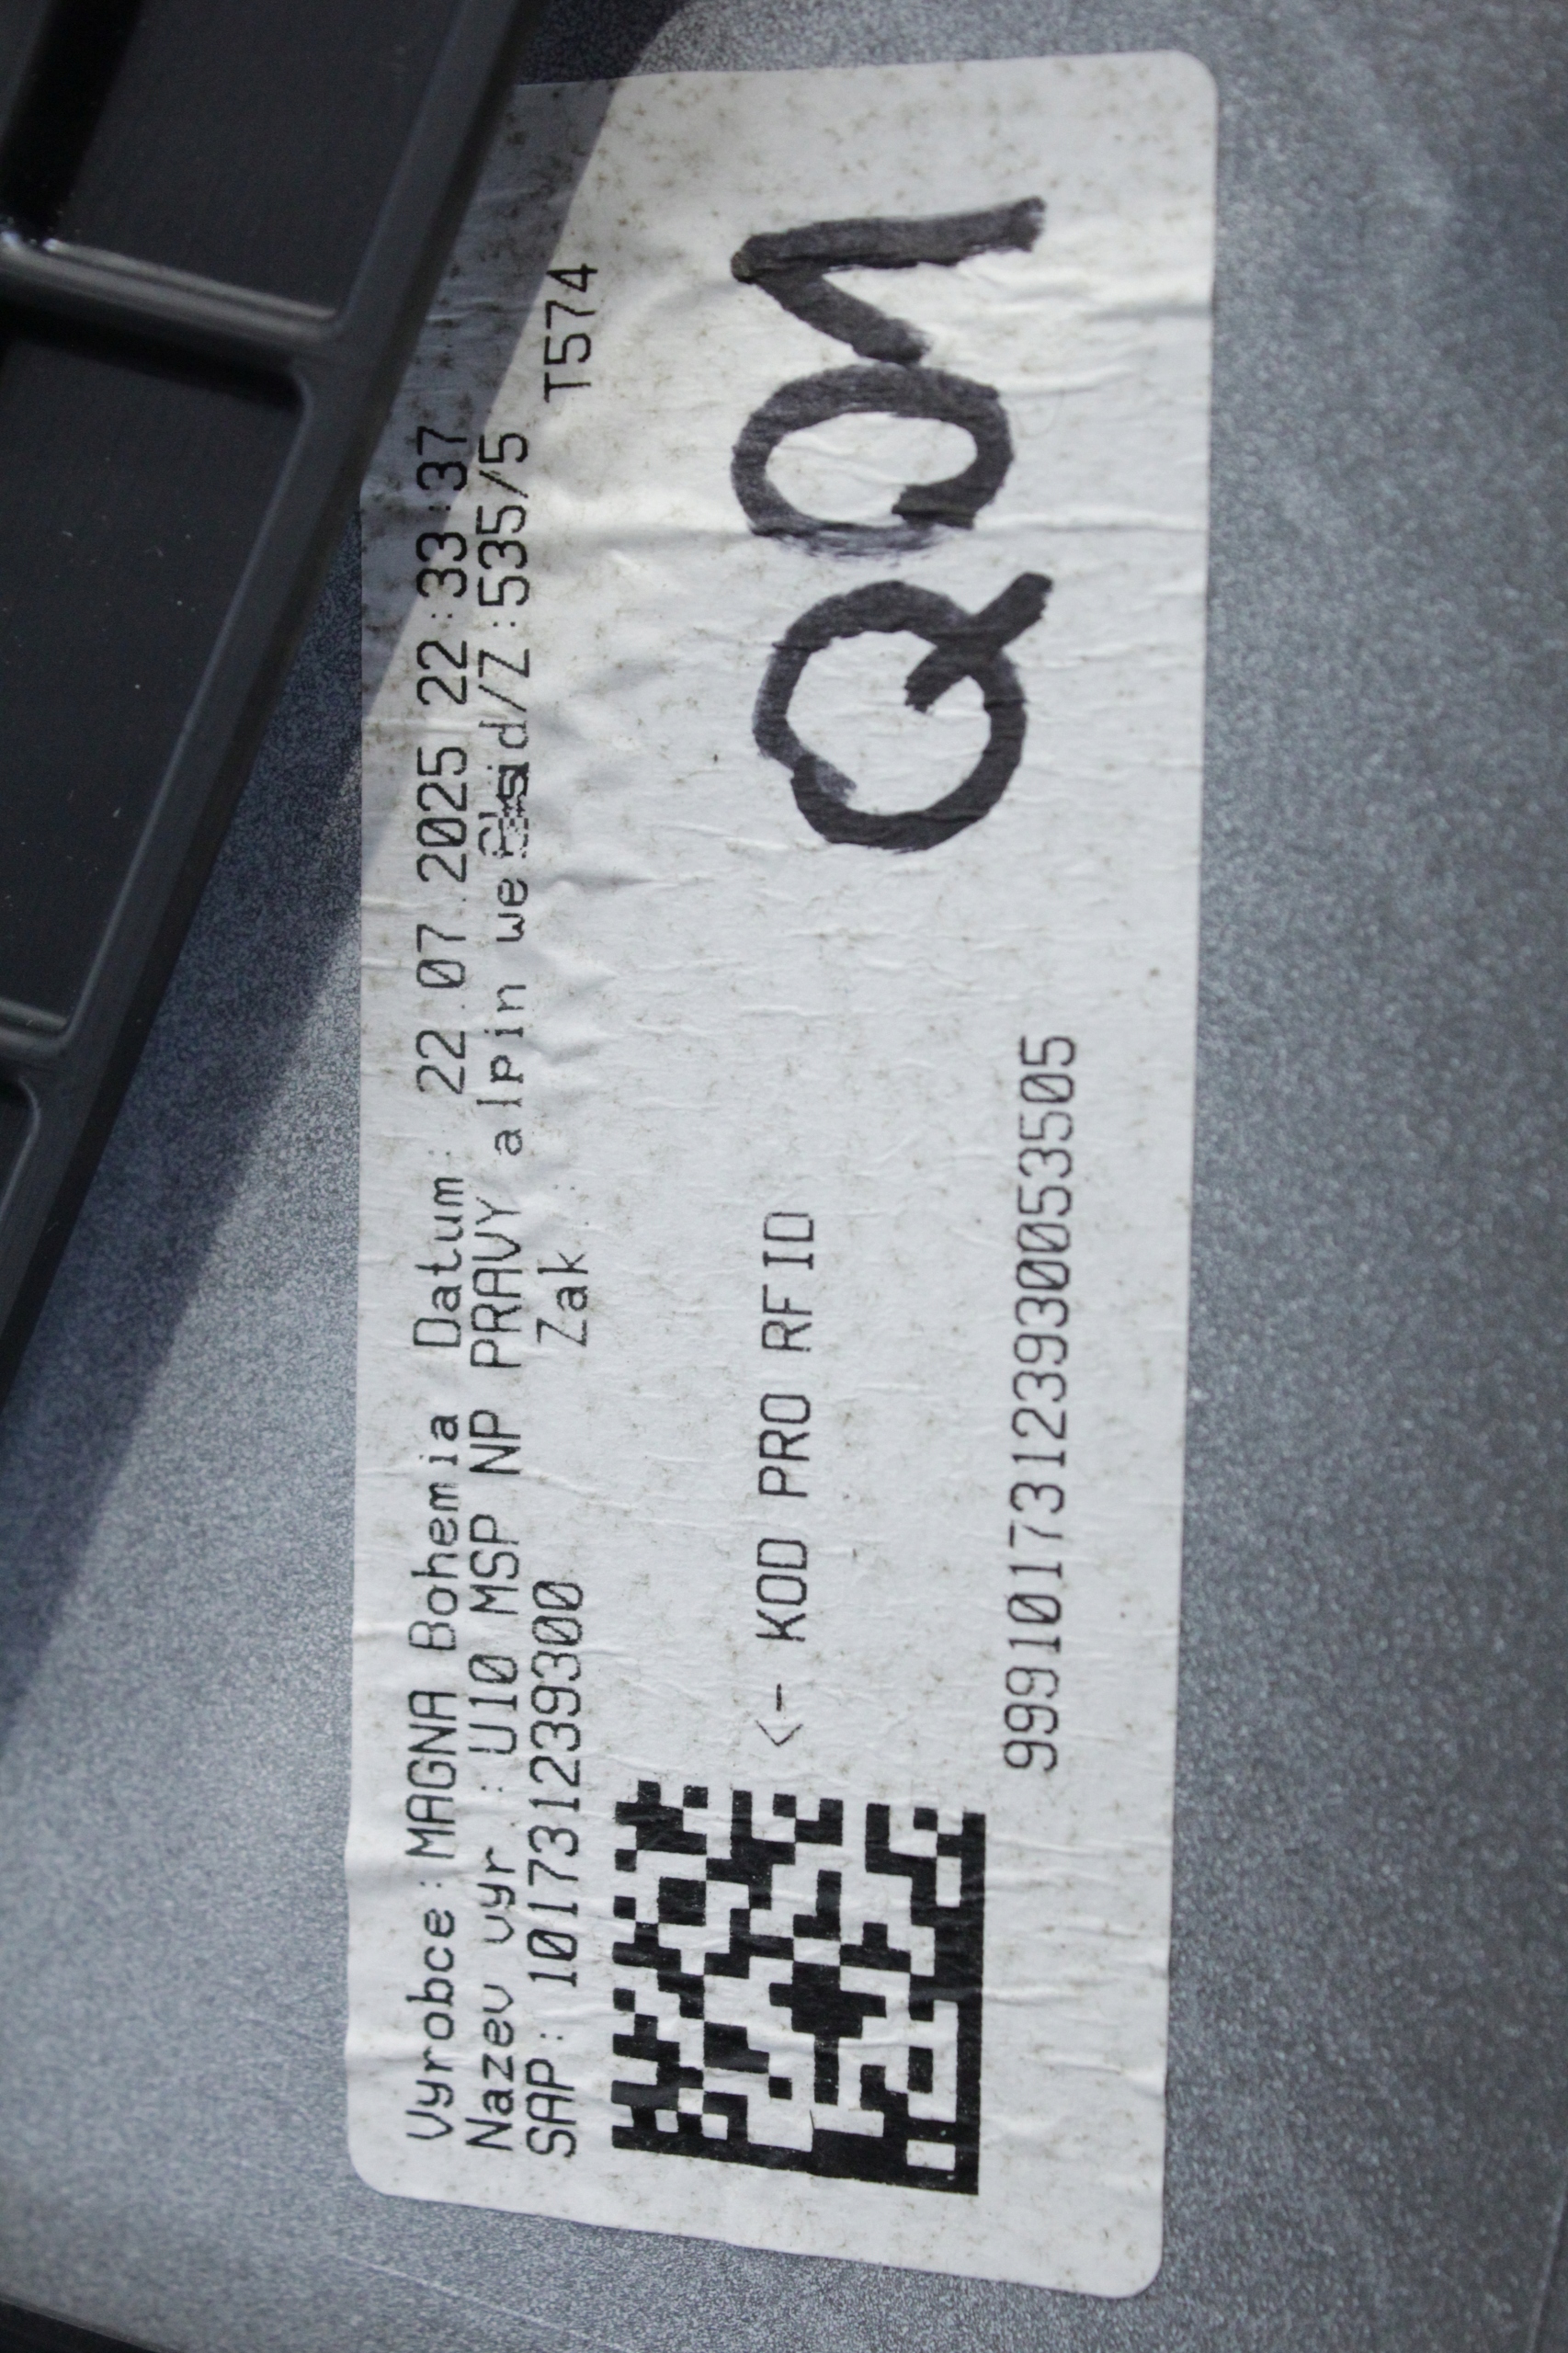 Vyrobce: MAGNA Bohemia Datum: 22.07.2025 22:33:37
Nazev vyr.: U10 MSP NP PRAVY alpin we /Z:535/5
SAP: 101731239300 Zak.: T574
<- KOD PRO RFID
Q01
99910173123930053505